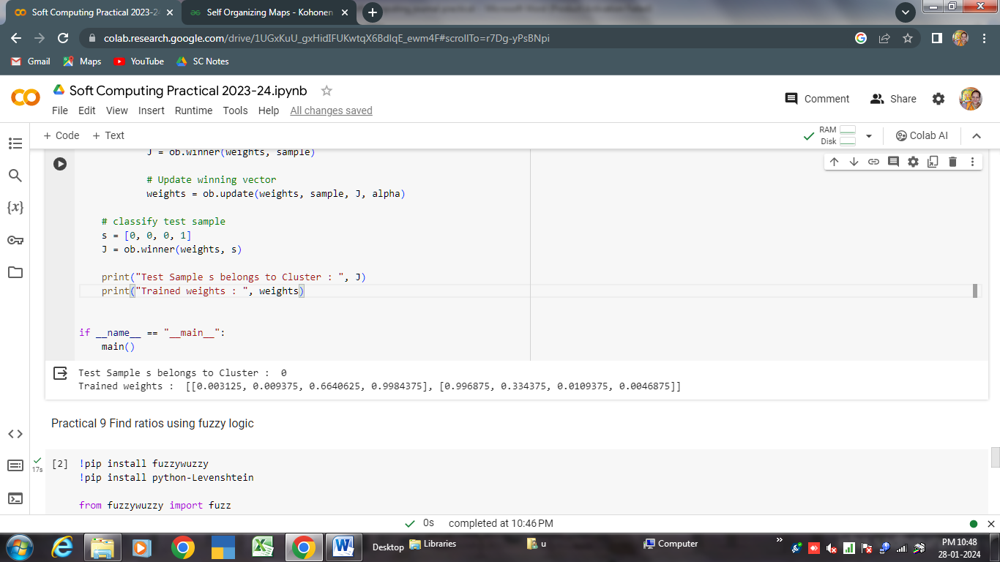 Soft Computing Practical 2023-24
Self Organizing Maps - Kohonen
colab.research.google.com/drive/1UGxKuU_gxHidIFUKwtqX6BdIqE_ewm4F#scrollTo=r7Dg-yPsBNpi
Gmail Maps YouTube SC Notes
Soft Computing Practical 2023-24.ipynb
Comment Share
File Edit View Insert Runtime Tools Help All changes saved
+ Code + Text
RAM
Disk
Colab AI
J = ob.winner(weights, sample)
# Update winning vector
weights = ob.update(weights, sample, J, alpha)
# classify test sample
s = [0, 0, 0, 1]
J = ob.winner(weights, s)
print("Test Sample s belongs to Cluster : ", J)
print("Trained weights : ", weights)
if __name__ == "__main__":
main()
Test Sample s belongs to Cluster :  0
Trained weights :  [[0.003125, 0.009375, 0.6640625, 0.9984375], [0.996875, 0.334375, 0.0109375, 0.0046875]]
Practical 9 Find ratios using fuzzy logic
[2] !pip install fuzzywuzzy
17s
!pip install python-Levenshtein
from fuzzywuzzy import fuzz
0s completed at 10:46 PM
Desktop Libraries u Computer
PM 10:48
28-01-2024